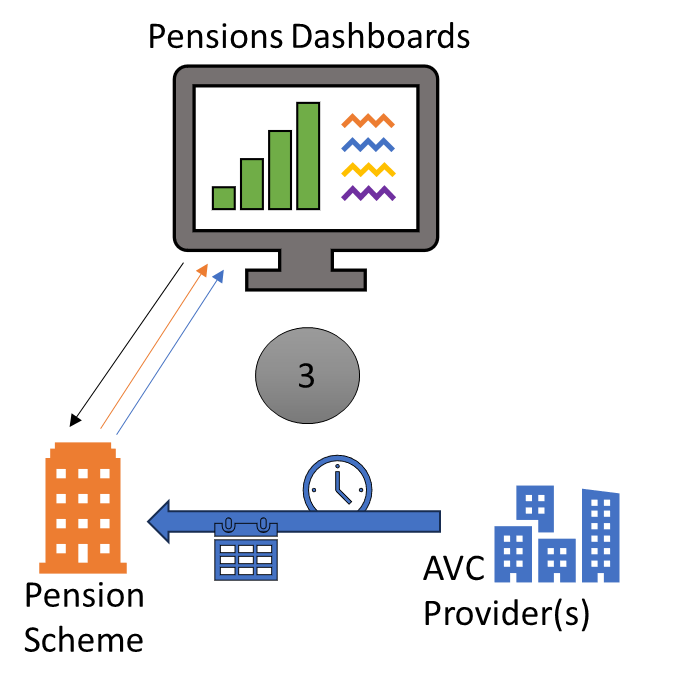 Pensions Dashboards
3
Pension
Scheme
AVC
Provider(s)